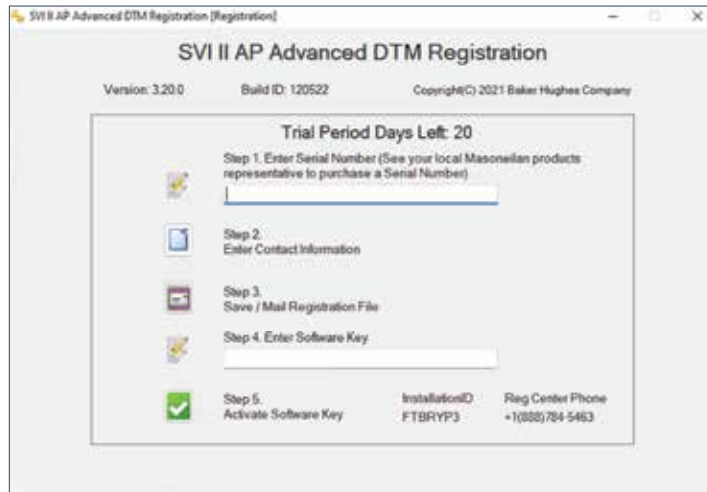 SVI II AP Advanced DTM Registration [Registration]
SVI II AP Advanced DTM Registration
Version: 3.20.0 Build ID: 120522 Copyright(C) 2021 Baker Hughes Company
Trial Period Days Left: 20
Step 1. Enter Serial Number (See your local Masoneilan products
representative to purchase a Serial Number)
Step 2.
Enter Contact Information
Step 3.
Save / Mail Registration File
Step 4. Enter Software Key
Step 5. InstallationID Reg Center Phone
Activate Software Key FTBRYP3 +1(888)784-5463